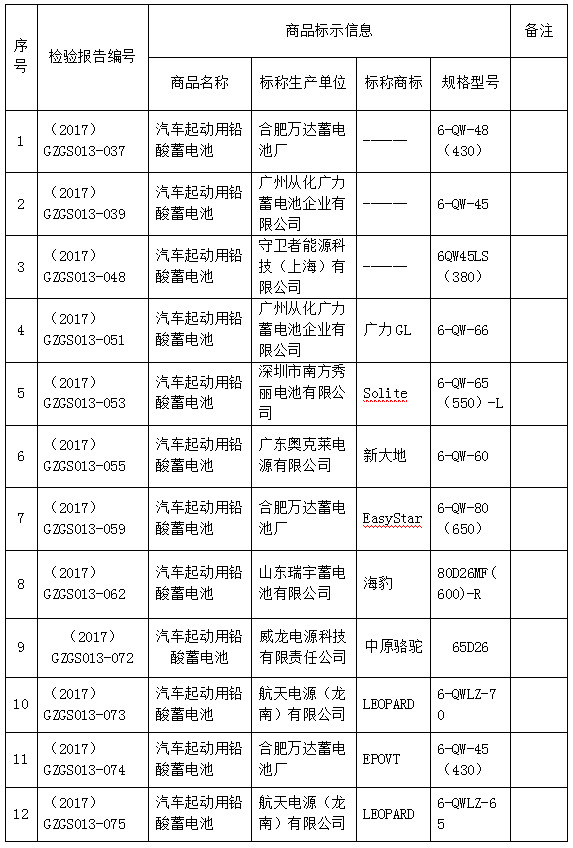 序号
检验报告编号
商品标示信息
备注
商品名称
标称生产单位
标称商标
规格型号
1
（2017）
GZGS013-037
汽车起动用铅
酸蓄电池
合肥万达蓄电
池厂
————
6-QW-48
（430）
2
（2017）
GZGS013-039
汽车起动用铅
酸蓄电池
广州从化广力
蓄电池企业有
限公司
————
6-QW-45
3
（2017）
GZGS013-048
汽车起动用铅
酸蓄电池
守卫者能源科
技（上海）有
限公司
————
6QW45LS
（380）
4
（2017）
GZGS013-051
汽车起动用铅
酸蓄电池
广州从化广力
蓄电池企业有
限公司
广力 GL
6-QW-66
5
（2017）
GZGS013-053
汽车起动用铅
酸蓄电池
深圳市南方秀
丽电池有限公
司
Solite
6-QW-65
（550）-L
6
（2017）
GZGS013-055
汽车起动用铅
酸蓄电池
广东奥克莱电
源有限公司
新大地
6-QW-60
7
（2017）
GZGS013-059
汽车起动用铅
酸蓄电池
合肥万达蓄电
池厂
EasyStar
6-QW-80
（650）
8
（2017）
GZGS013-062
汽车起动用铅
酸蓄电池
山东瑞宇蓄电
池有限公司
海豹
80D26MF(
600)-R
9
（2017）
GZGS013-072
汽车起动用铅
酸蓄电池
威龙电源科技
有限责任公司
中原骆驼
65D26
10
（2017）
GZGS013-073
汽车起动用铅
酸蓄电池
航天电源（龙
南）有限公司
LEOPARD
6-QWLZ-7
0
11
（2017）
GZGS013-074
汽车起动用铅
酸蓄电池
合肥万达蓄电
池厂
EPOVT
6-QW-45
（430）
12
（2017）
GZGS013-075
汽车起动用铅
酸蓄电池
航天电源（龙
南）有限公司
LEOPARD
6-QWLZ-6
5